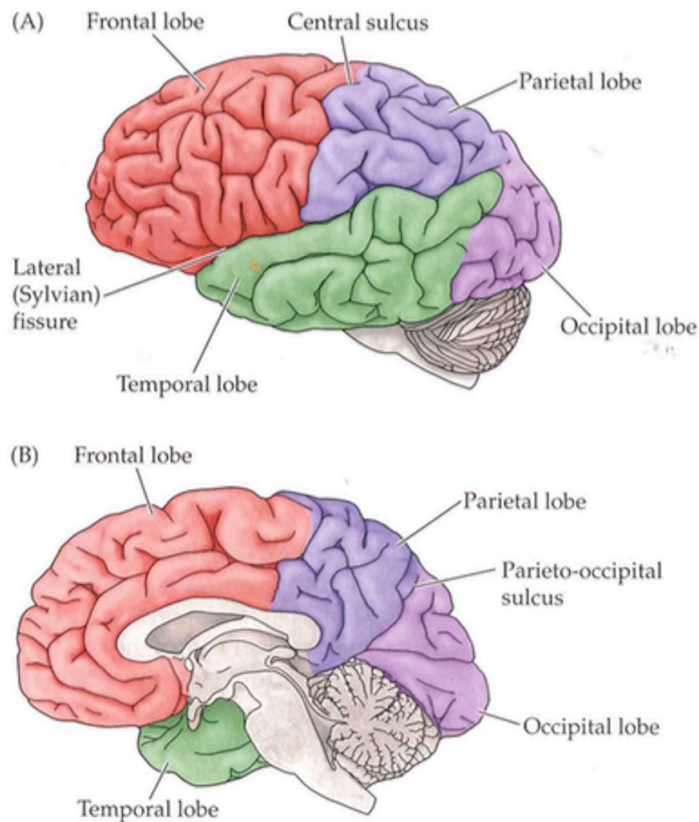 (A)
Frontal lobe
Central sulcus
Parietal lobe
Lateral
(Sylvian)
fissure
Occipital lobe
Temporal lobe
(B)
Frontal lobe
Parietal lobe
Parieto-occipital
sulcus
Occipital lobe
Temporal lobe